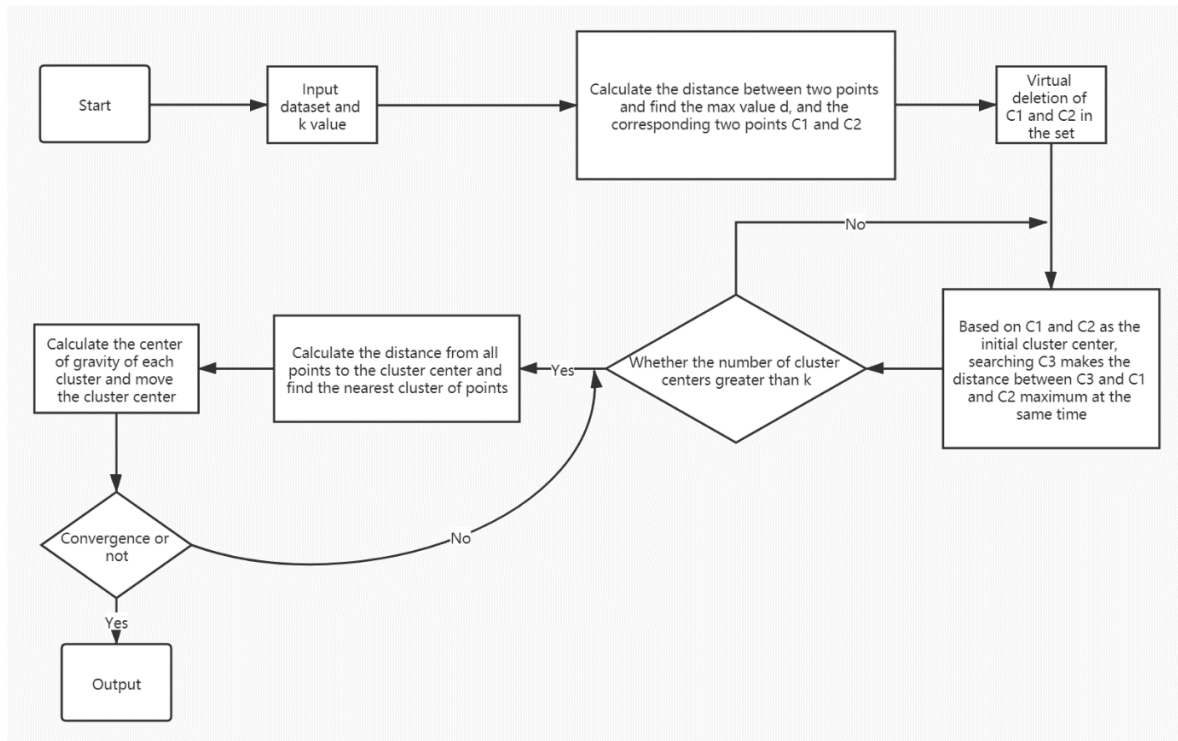 Start
Input
dataset and
k value
Calculate the distance between two points
and find the max value d, and the
corresponding two points C1 and C2
Virtual
deletion of
C1 and C2 in
the set
No
Based on C1 and C2 as the
initial cluster center,
searching C3 makes the
distance between C3 and C1
and C2 maximum at the
same time
Whether the number of cluster
centers greater than k
Yes
Calculate the distance from all
points to the cluster center and
find the nearest cluster of points
Calculate the center
of gravity of each
cluster and move
the cluster center
Convergence or
not
No
Yes
Output